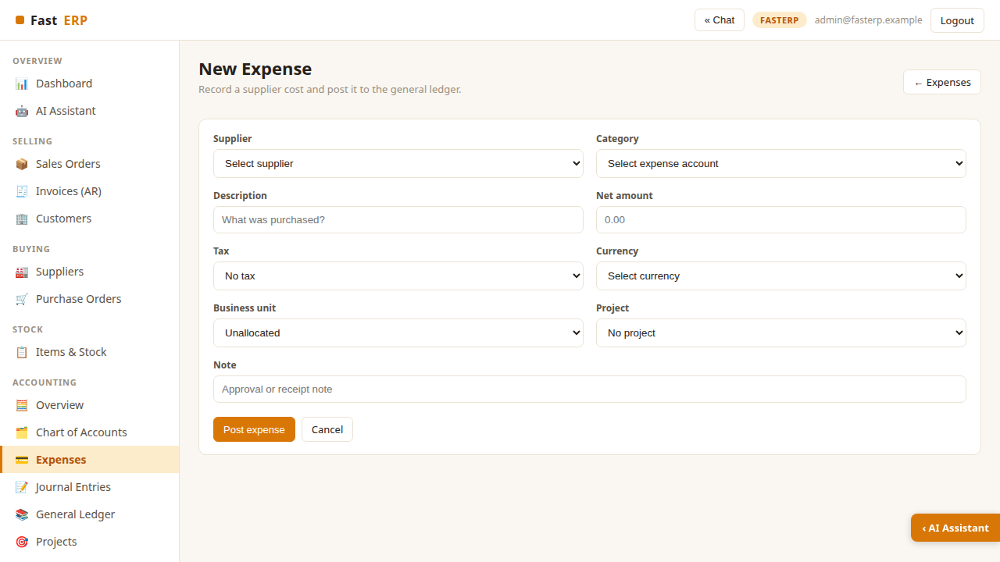 Fast ERP
« Chat
FASTERP
admin@fasterp.example
Logout
OVERVIEW
Dashboard
AI Assistant
SELLING
Sales Orders
Invoices (AR)
Customers
BUYING
Suppliers
Purchase Orders
STOCK
Items & Stock
ACCOUNTING
Overview
Chart of Accounts
Expenses
Journal Entries
General Ledger
Projects
New Expense
Record a supplier cost and post it to the general ledger.
← Expenses
Supplier
Select supplier
Category
Select expense account
Description
What was purchased?
Net amount
0.00
Tax
No tax
Currency
Select currency
Business unit
Unallocated
Project
No project
Note
Approval or receipt note
Post expense
Cancel
‹ AI Assistant